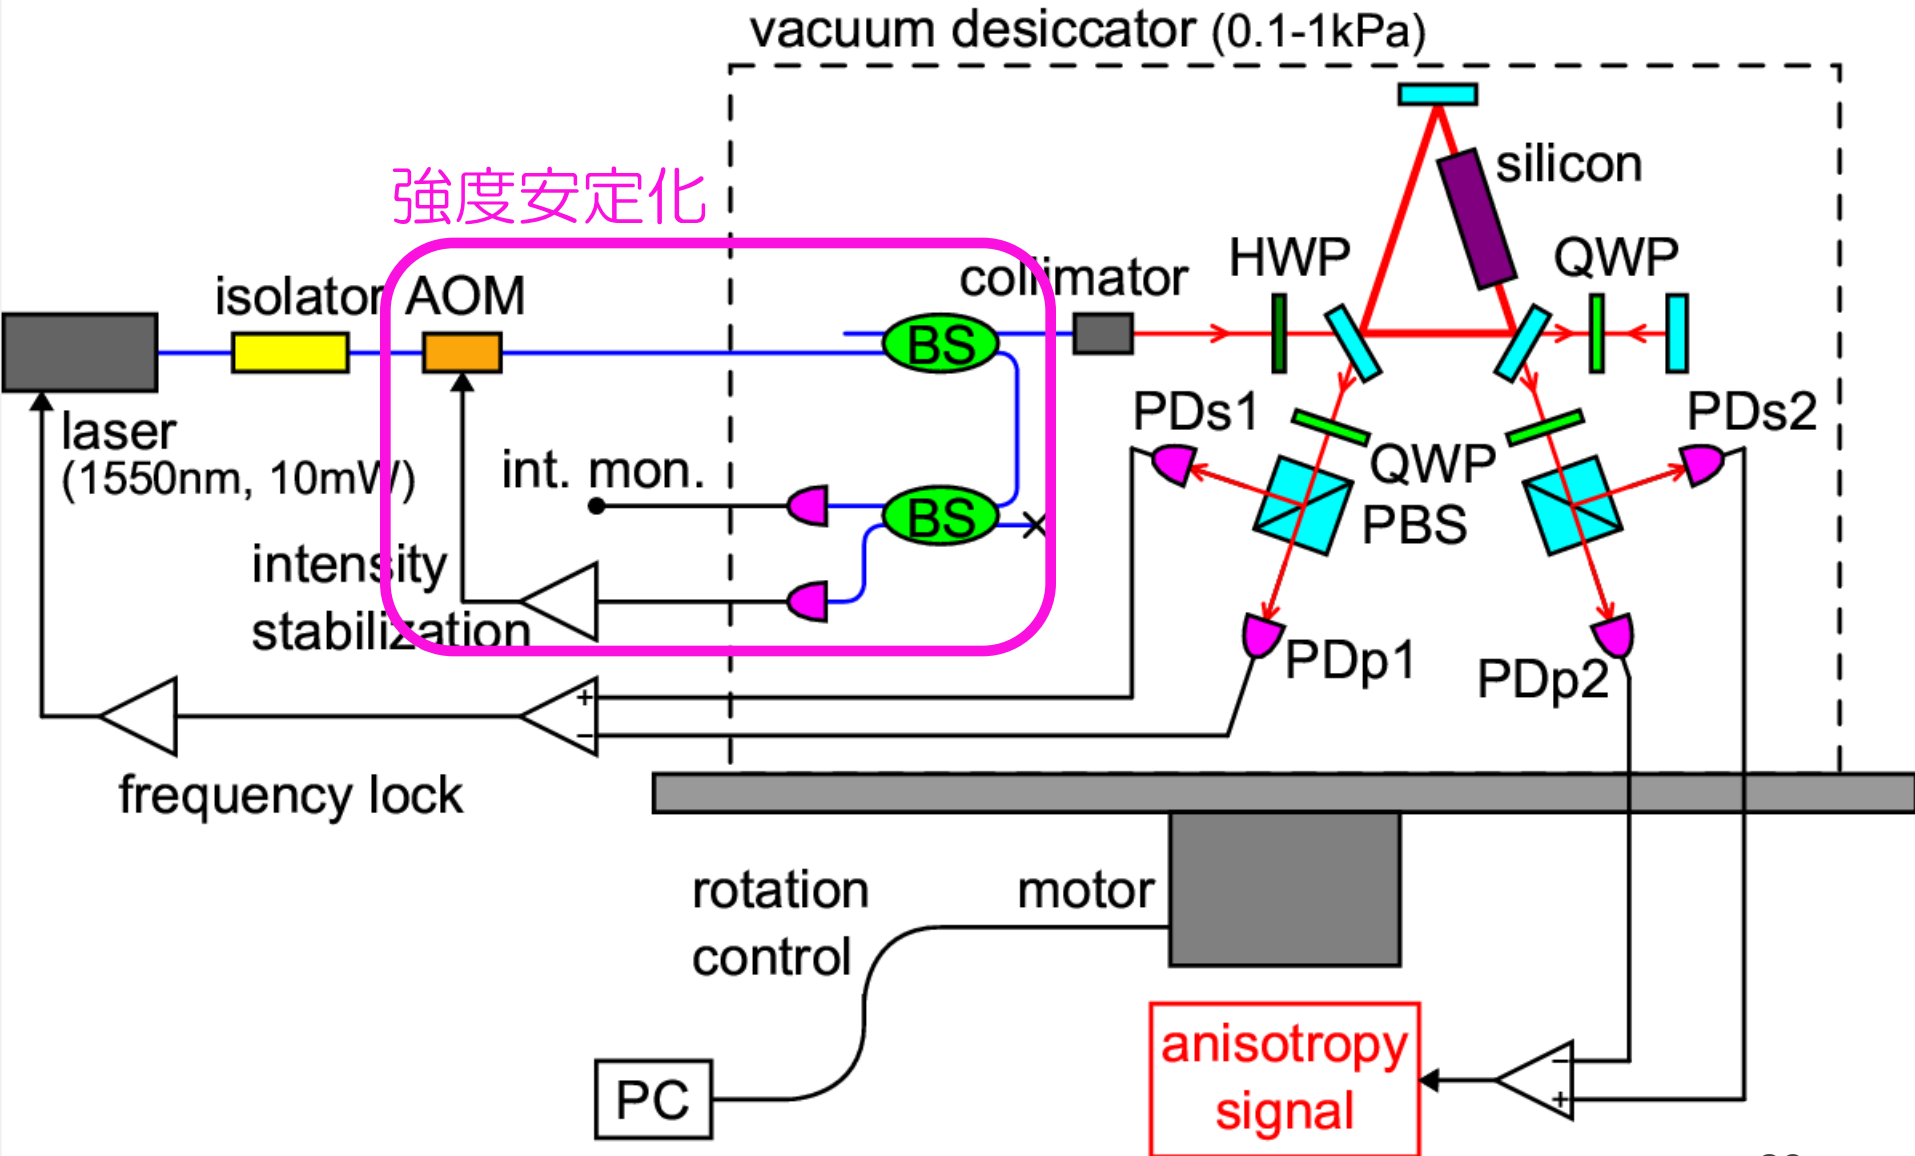 vacuum desiccator (0.1-1kPa)
強度安定化
silicon
HWP
QWP
isolator
AOM
collimator
BS
laser
(1550nm, 10mW)
PDs1
PDs2
int. mon.
QWP
PBS
BS
intensity
stabilization
PDp1
PDp2
+
−
frequency lock
rotation
control
motor
anisotropy
signal
−
+
PC